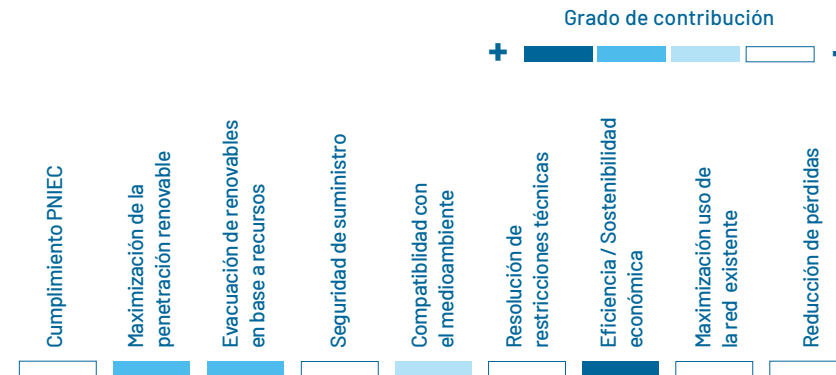 Grado de contribución
+
-
Cumplimiento PNIEC
Maximización de la
penetración renovable
Evacuación de renovables
en base a recursos
Seguridad de suministro
Compatiblidad con
el medioambiente
Resolución de
restricciones técnicas
Eficiencia / Sostenibilidad
económica
Maximización uso de
la red existente
Reducción de pérdidas